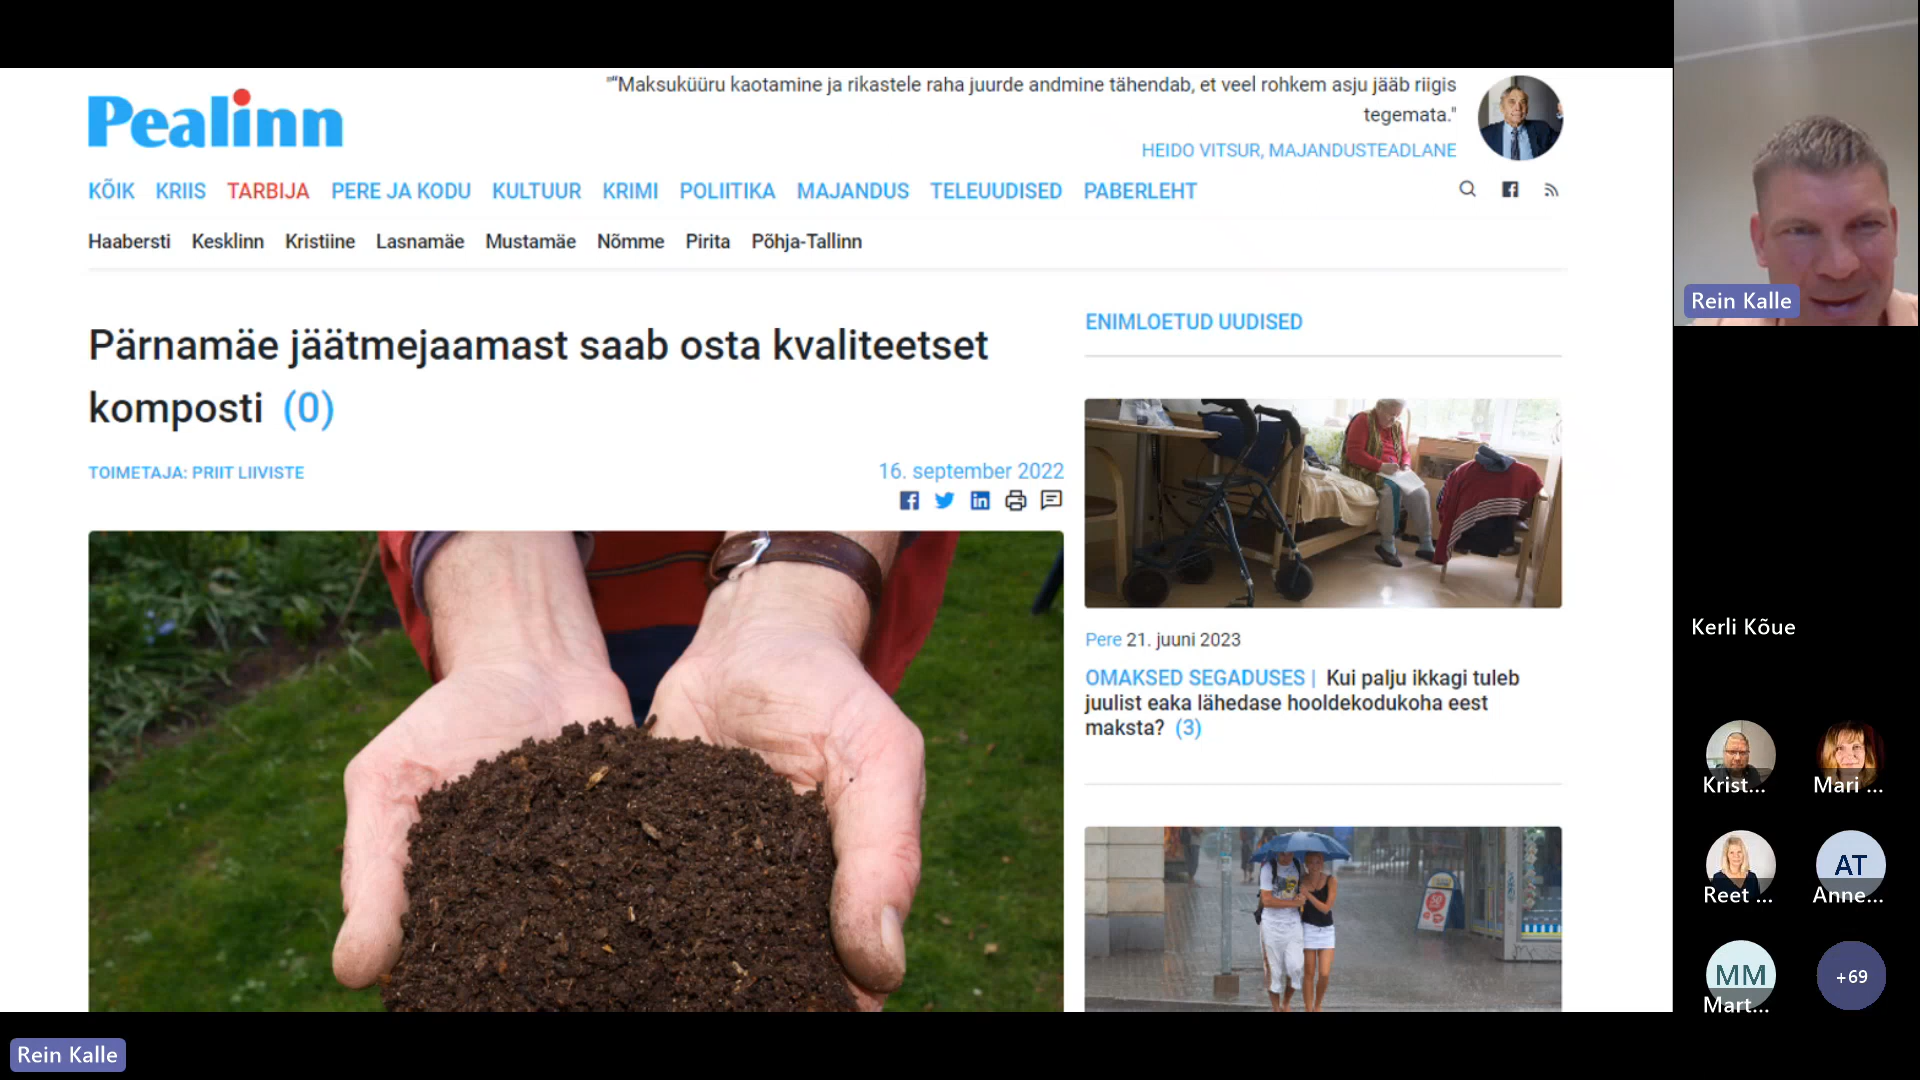 Pealinn
"“Maksuküüru kaotamine ja rikastele raha juurde andmine tähendab, et veel rohkem asju jääb riigis
tegemata."
HEIDO VITSUR, MAJANDUSTEADLANE
KÕIK KRIIS TARBIJA PERE JA KODU KULTUUR KRIMI POLIITIKA MAJANDUS TELEUUDISED PABERLEHT
Haabersti Kesklinn Kristiine Lasnamäe Mustamäe Nõmme Pirita Põhja-Tallinn
Pärnamäe jäätmejaamast saab osta kvaliteetset
komposti (0)
TOIMETAJA: PRIIT LIIVISTE
16. september 2022
ENIMLOETUD UUDISED
Pere 21. juuni 2023
OMAKSED SEGADUSES | Kui palju ikkagi tuleb
juulist eaka lähedase hooldekodukoha eest
maksta? (3)
Rein Kalle
Kerli Kõue
Krist... Mari ...
AT
Reet ... Anne...
MM +69
Mart...
Rein Kalle